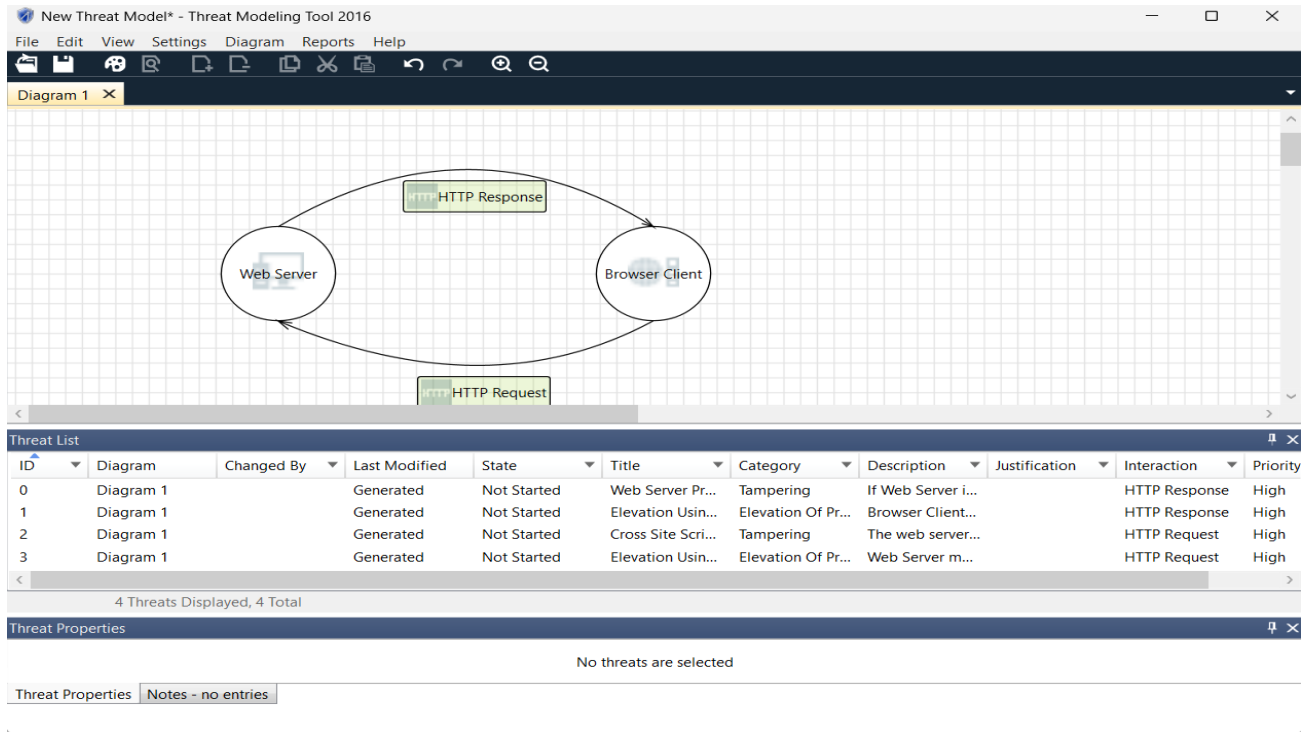 New Threat Model* - Threat Modeling Tool 2016
File Edit View Settings Diagram Reports Help
Diagram 1
HTTP Response
Web Server
Browser Client
HTTP Request
Threat List
ID Diagram Changed By Last Modified State Title Category Description Justification Interaction Priority
0 Diagram 1 Generated Not Started Web Server Pr... Tampering If Web Server i... HTTP Response High
1 Diagram 1 Generated Not Started Elevation Usin... Elevation Of Pr... Browser Client... HTTP Response High
2 Diagram 1 Generated Not Started Cross Site Scri... Tampering The web server... HTTP Request High
3 Diagram 1 Generated Not Started Elevation Usin... Elevation Of Pr... Web Server m... HTTP Request High
4 Threats Displayed, 4 Total
Threat Properties
No threats are selected
Threat Properties Notes - no entries